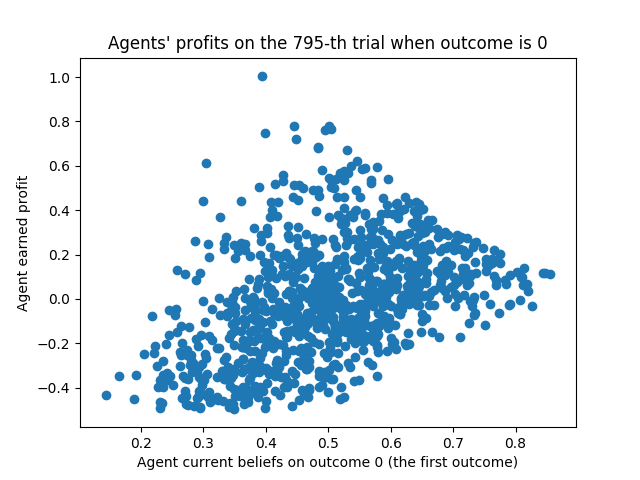 Agents' profits on the 795-th trial when outcome is 0
1.0
0.8
0.6
0.4
0.2
0.0
−0.2
−0.4
Agent earned profit
0.2 0.3 0.4 0.5 0.6 0.7 0.8
Agent current beliefs on outcome 0 (the first outcome)